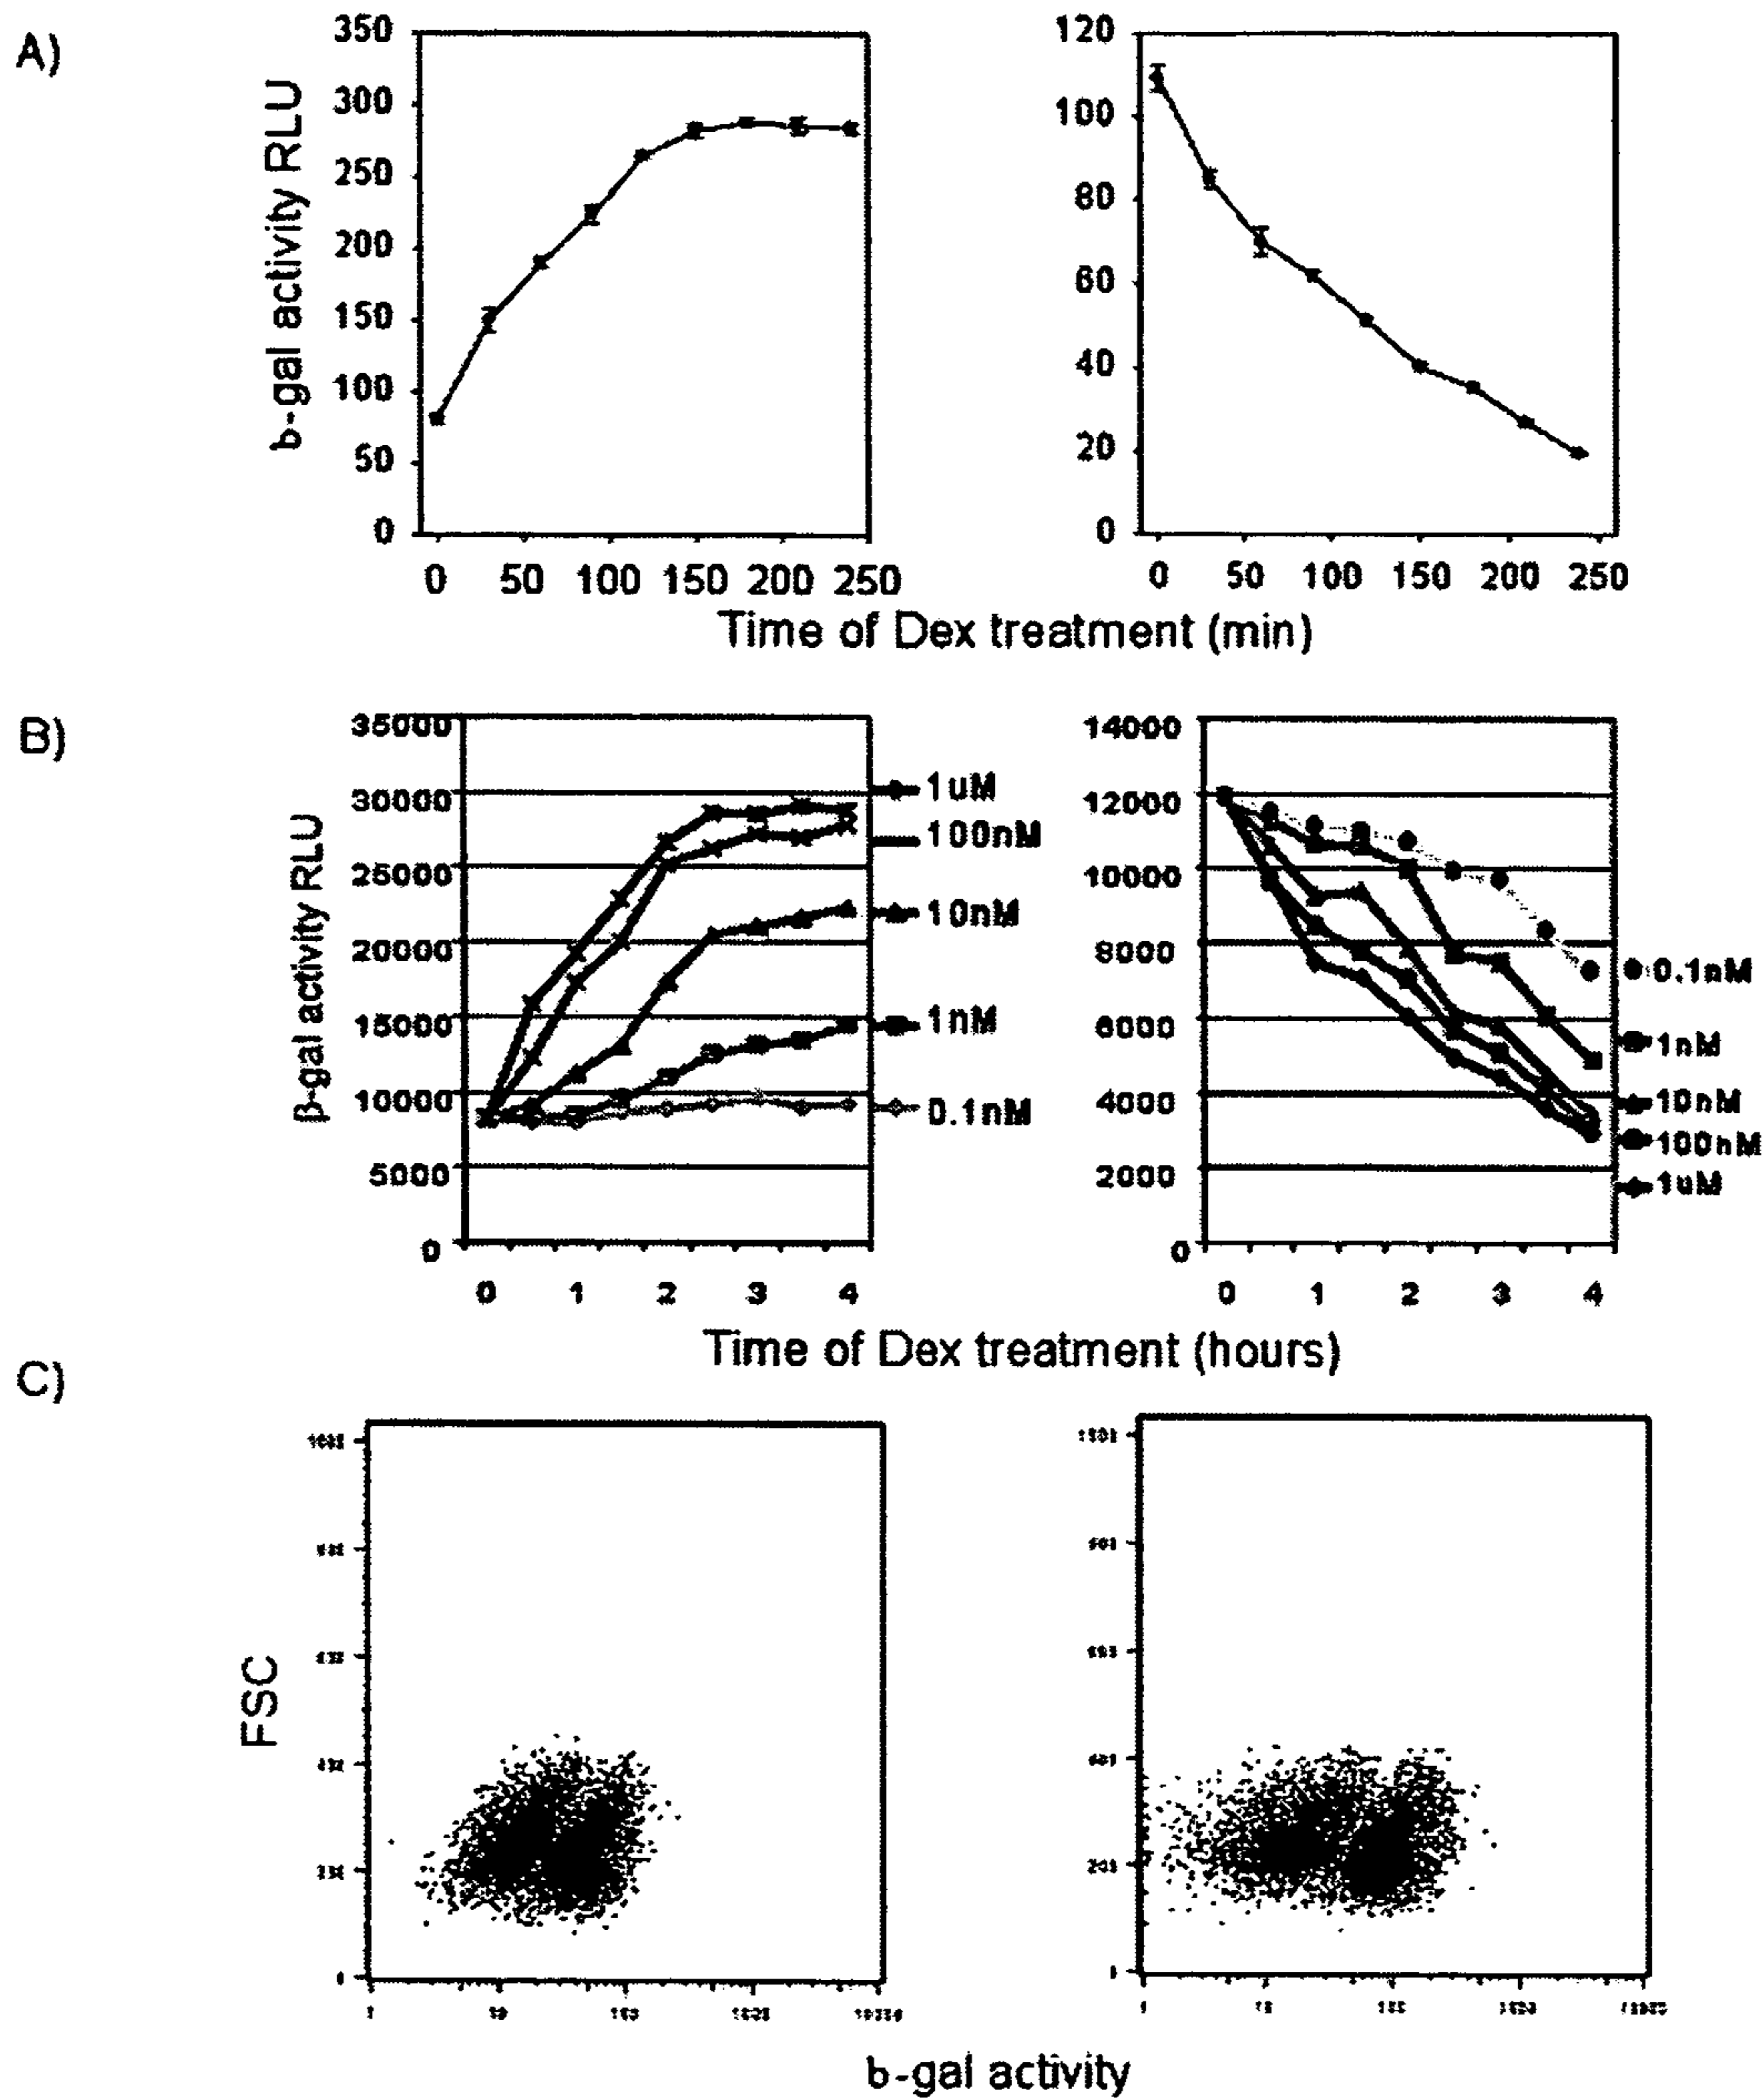 A)
b-gal activity RLU
350
300
250
200
150
100
50
0
0 50 100 150 200 250
120
100
80
60
40
20
0
0 50 100 150 200 250
Time of Dex treatment (min)
B)
β-gal activity RLU
35000
30000
25000
20000
15000
10000
5000
0
0 1 2 3 4
1uM
100nM
10nM
1nM
0.1nM
14000
12000
10000
8000
6000
4000
2000
0
0 1 2 3 4
0.1nM
1nM
10nM
100nM
1uM
Time of Dex treatment (hours)
C)
FSC
b-gal activity